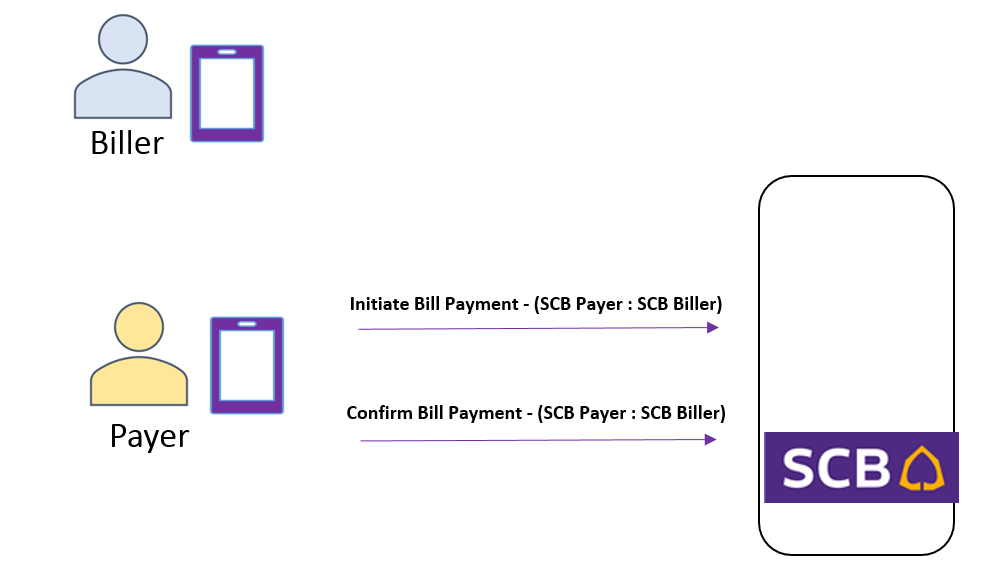 Biller
Initiate Bill Payment - (SCB Payer : SCB Biller)
Confirm Bill Payment - (SCB Payer : SCB Biller)
Payer
SCB